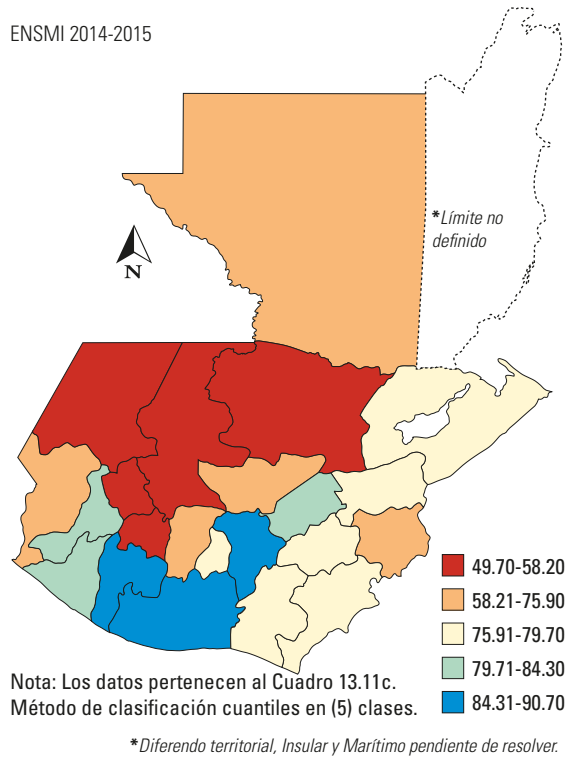 ENSMI 2014-2015
*Límite no
definido
N
49.70-58.20
58.21-75.90
75.91-79.70
79.71-84.30
84.31-90.70
Nota: Los datos pertenecen al Cuadro 13.11c.
Método de clasificación cuantiles en (5) clases.
*Diferendo territorial, Insular y Marítimo pendiente de resolver.